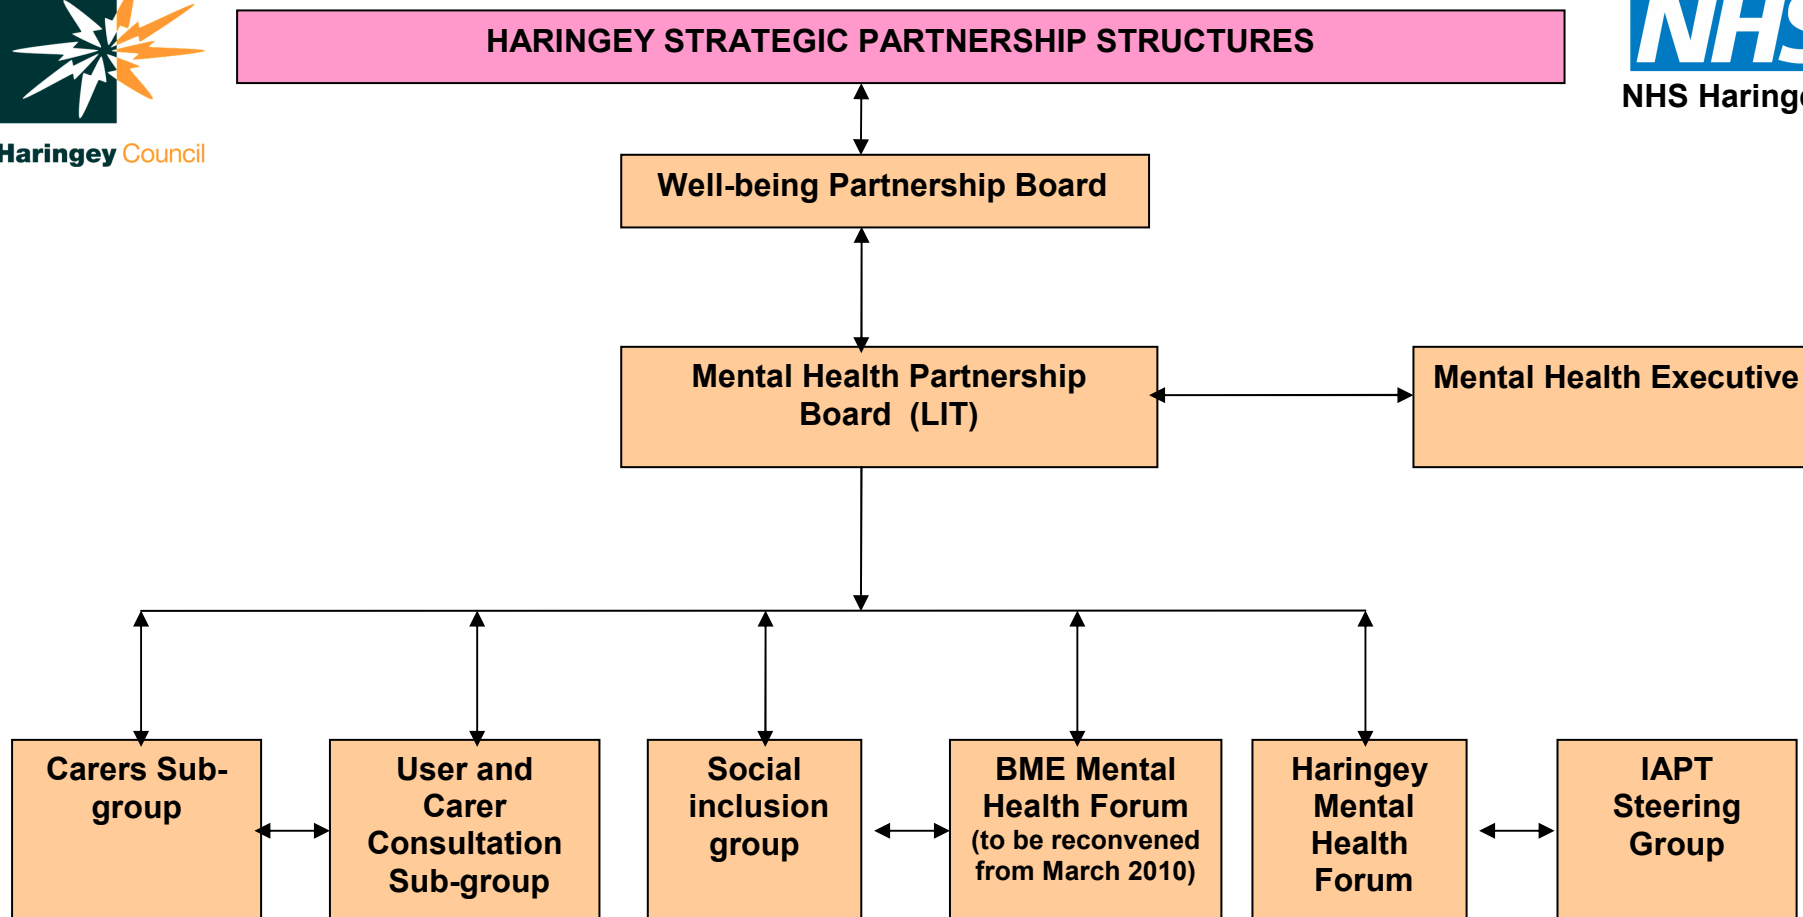 HARINGEY STRATEGIC PARTNERSHIP STRUCTURES
NHS
NHS Haringe
Haringey Council
Well-being Partnership Board
Mental Health Partnership
Board (LIT)
Mental Health Executive
Carers Sub-
group
User and
Carer
Consultation
Sub-group
Social
inclusion
group
BME Mental
Health Forum
(to be reconvened
from March 2010)
Haringey
Mental
Health
Forum
IAPT
Steering
Group